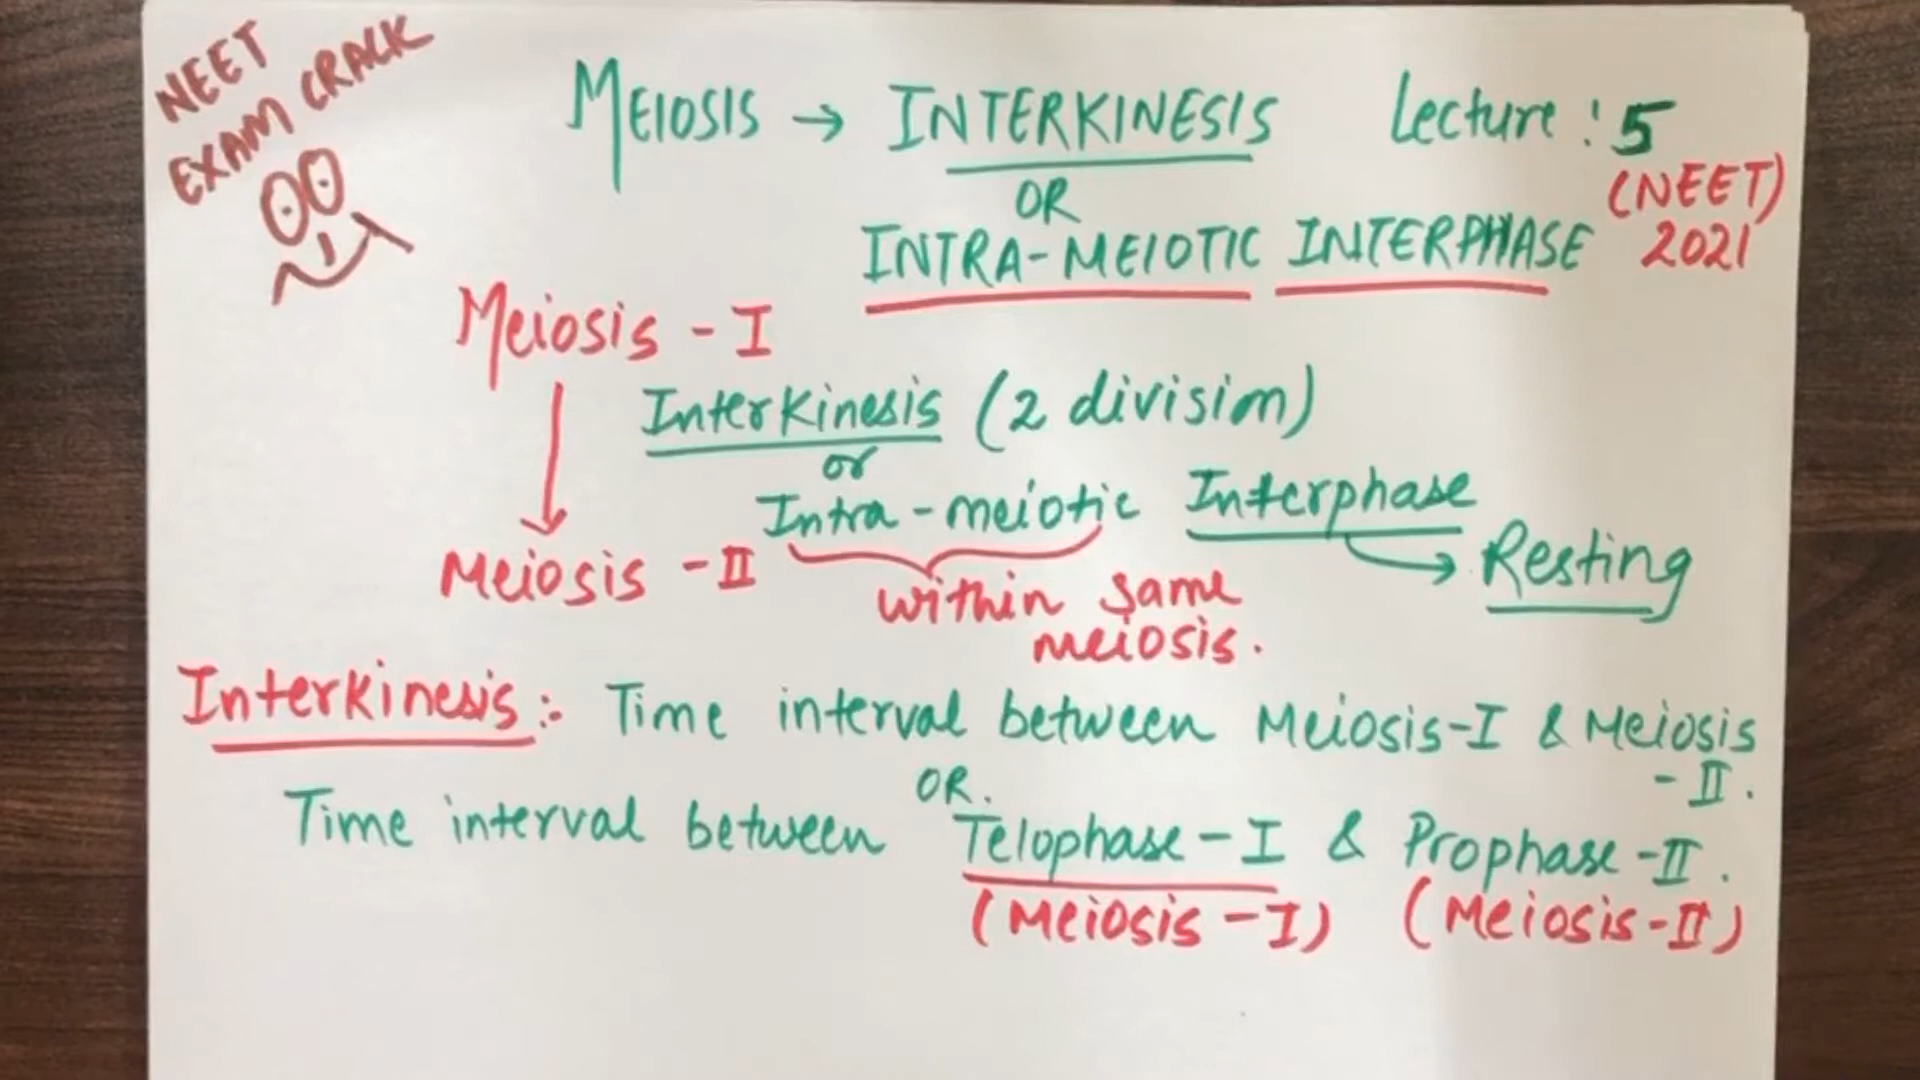 NEET
EXAM CRACK
MEIOSIS → INTERKINESIS Lecture : 5
(NEET)
2021
OR
INTRA-MEIOTIC INTERPHASE
Meiosis - I
Interkinesis (2 division)
or
Intra - meiotic Interphase
Resting
Meiosis - II
within same
meiosis.
Interkinesis :- Time interval between Meiosis-I & Meiosis
- II.
OR.
Time interval between Telophase - I & Prophase - II.
(Meiosis - I) (Meiosis - II)